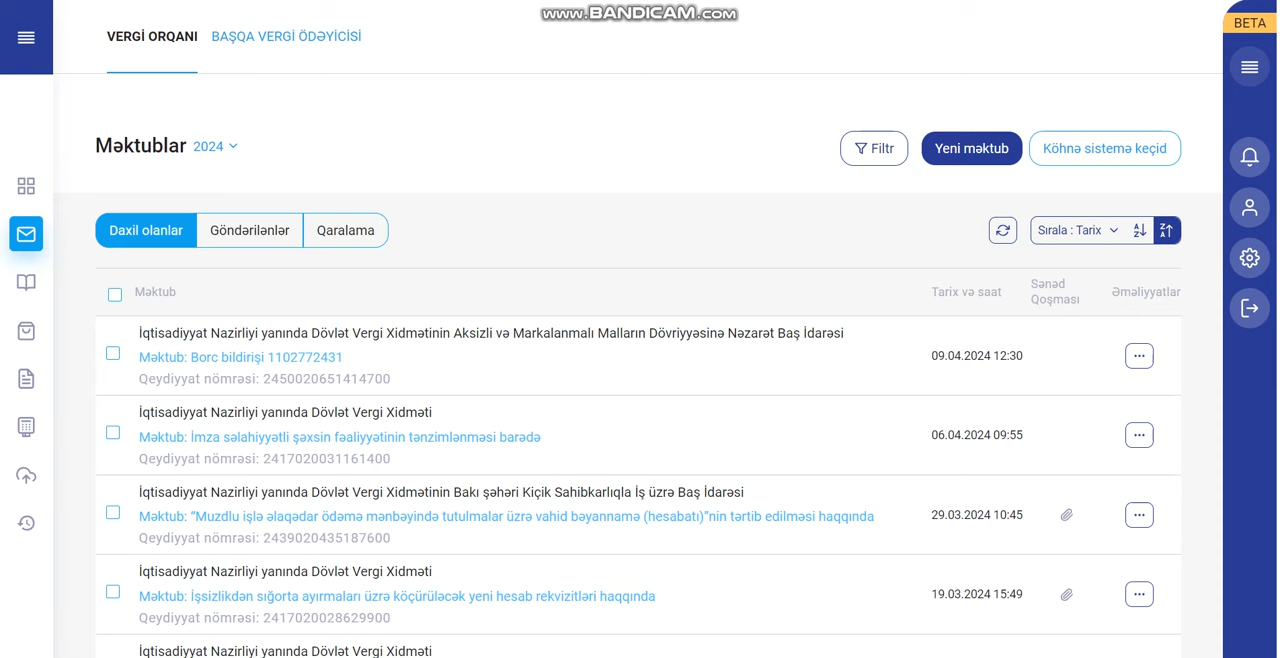 www.BANDICAM.com
BETA
VERGİ ORQANI BAŞQA VERGİ ÖDƏYİCİSİ
Məktublar 2024
Filtr Yeni məktub Köhnə sistemə keçid
Daxil olanlar Göndərilənlər Qaralama Sırala : Tarix A Z Z A
Məktub Tarix və saat Sənəd Qoşması Əməliyyatlar
İqtisadiyyat Nazirliyi yanında Dövlət Vergi Xidmətinin Aksizli və Markalanmalı Malların Dövriyyəsinə Nəzarət Baş İdarəsi
Məktub: Borc bildirişi 1102772431 09.04.2024 12:30
Qeydiyyat nömrəsi: 2450020651414700
İqtisadiyyat Nazirliyi yanında Dövlət Vergi Xidməti
Məktub: İmza səlahiyyətli şəxsin fəaliyyətinin tənzimlənməsi barədə 06.04.2024 09:55
Qeydiyyat nömrəsi: 2417020031161400
İqtisadiyyat Nazirliyi yanında Dövlət Vergi Xidmətinin Bakı şəhəri Kiçik Sahibkarlıqla İş üzrə Baş İdarəsi
Məktub: “Muzdlu işlə əlaqədar ödəmə mənbəyində tutulmalar üzrə vahid bəyannamə (hesabatı)”nin tərtib edilməsi haqqında 29.03.2024 10:45
Qeydiyyat nömrəsi: 2439020435187600
İqtisadiyyat Nazirliyi yanında Dövlət Vergi Xidməti
Məktub: İşsizlikdən sığorta ayırmaları üzrə köçürüləcək yeni hesab rekvizitləri haqqında 19.03.2024 15:49
Qeydiyyat nömrəsi: 2417020028629900
İqtisadiyyat Nazirliyi yanında Dövlət Vergi Xidməti